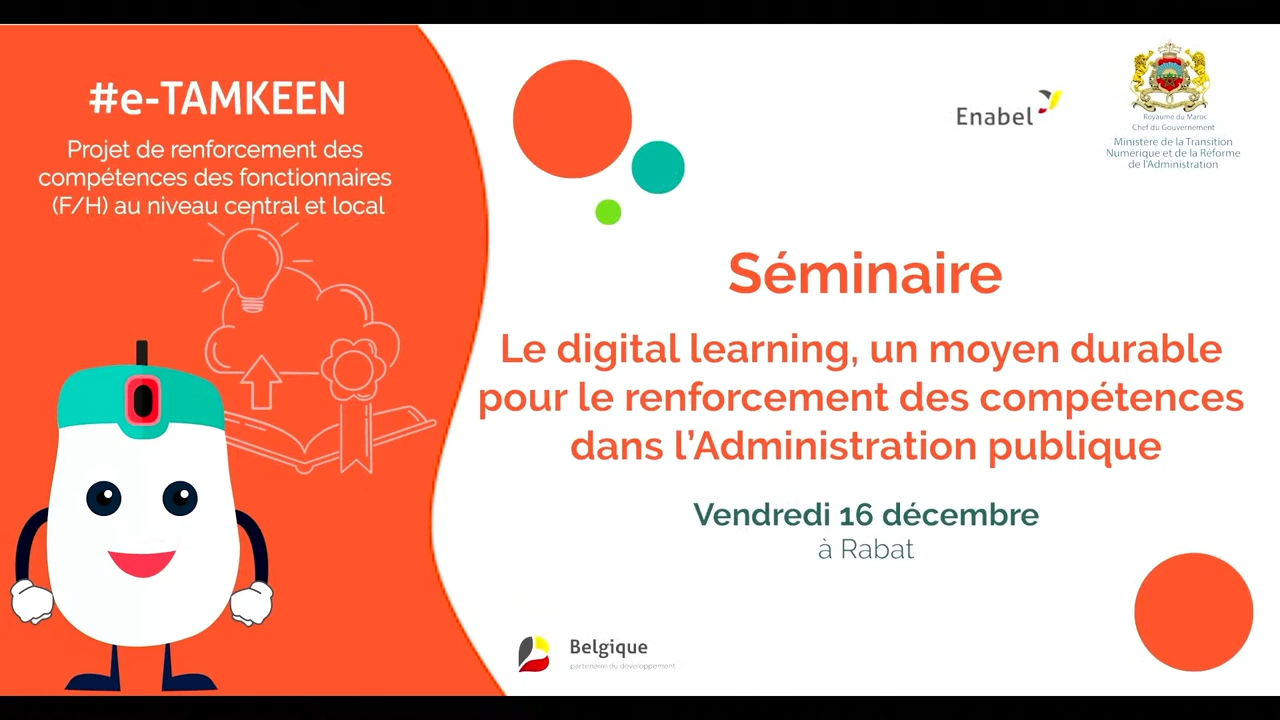 #e-TAMKEEN
Projet de renforcement des
compétences des fonctionnaires
(F/H) au niveau central et local
Enabel
Royaume du Maroc
Chef du Gouvernement
Ministère de la Transition
Numérique et de la Réforme
de l'Administration
Séminaire
Le digital learning, un moyen durable
pour le renforcement des compétences
dans l'Administration publique
Vendredi 16 décembre
à Rabat
Belgique
partenaire du développement